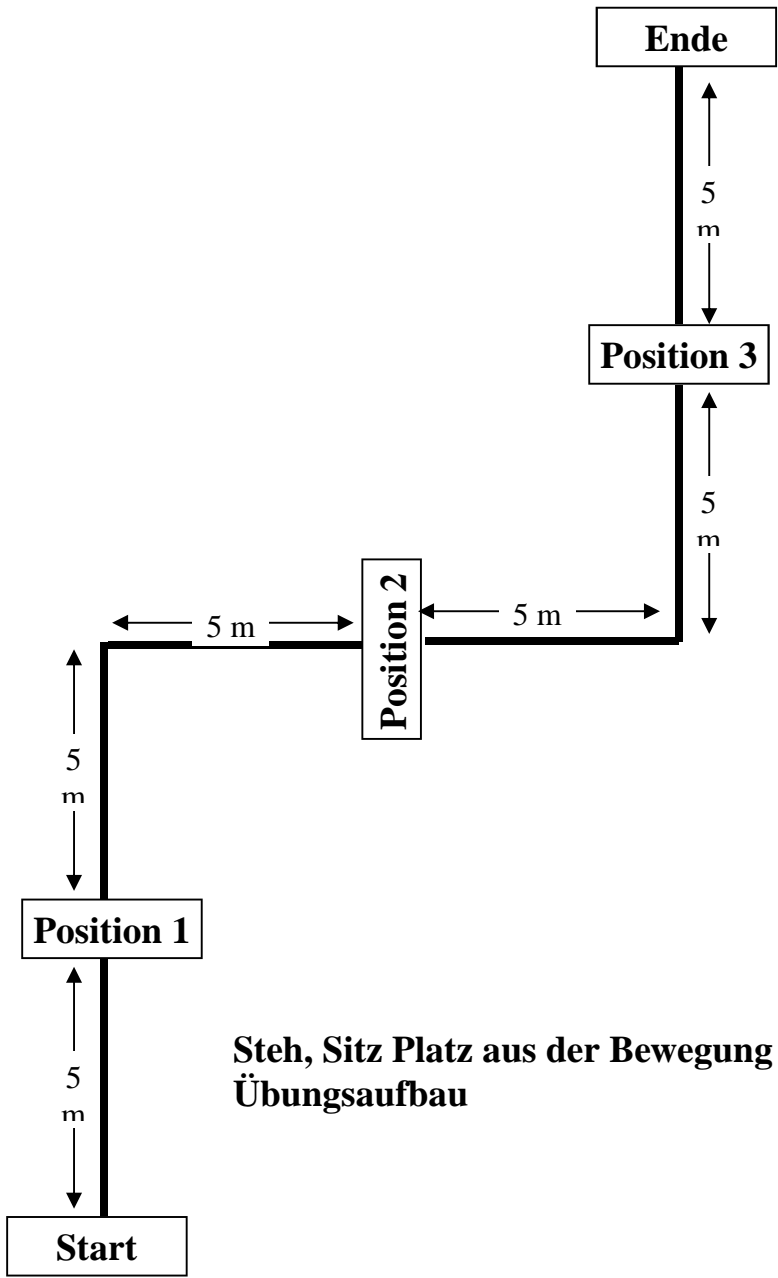 Ende
5
m
Position 3
5
m
Position 2
5 m
5 m
5
m
Position 1
Steh, Sitz Platz aus der Bewegung
Übungsaufbau
5
m
Start